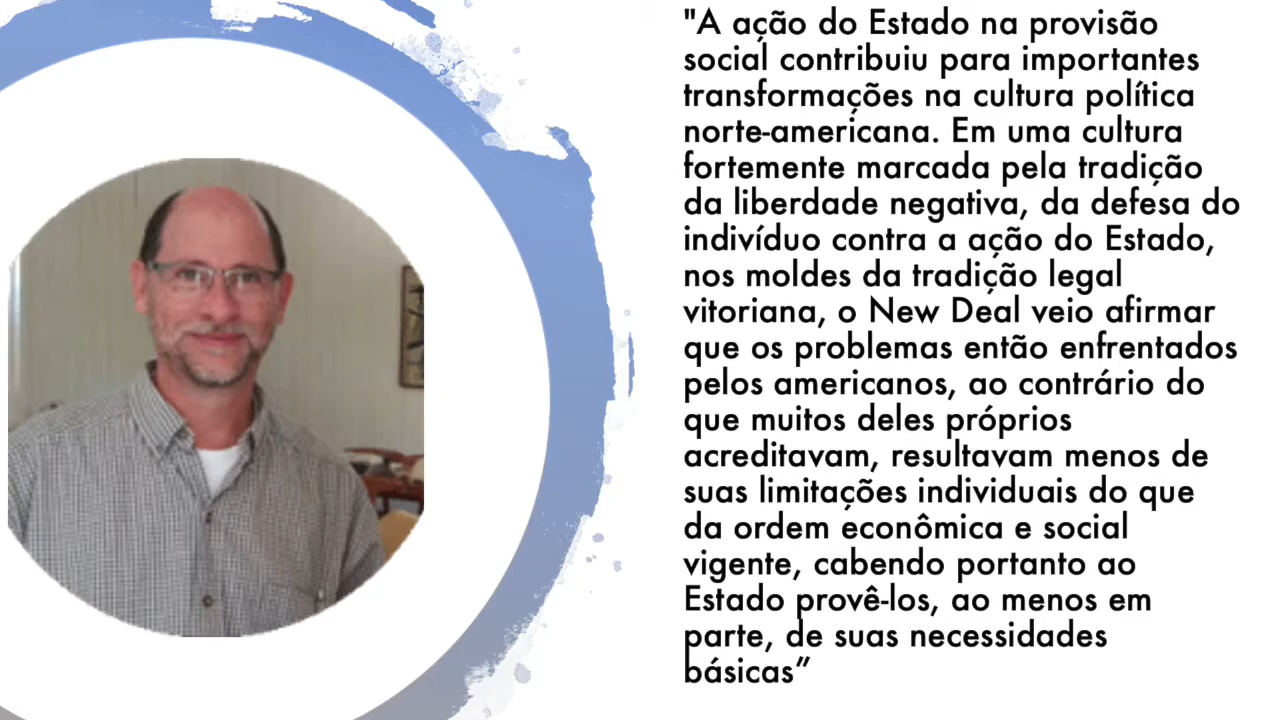 "A ação do Estado na provisão
social contribuiu para importantes
transformações na cultura política
norte-americana. Em uma cultura
fortemente marcada pela tradição
da liberdade negativa, da defesa do
indivíduo contra a ação do Estado,
nos moldes da tradição legal
vitoriana, o New Deal veio afirmar
que os problemas então enfrentados
pelos americanos, ao contrário do
que muitos deles próprios
acreditavam, resultavam menos de
suas limitações individuais do que
da ordem econômica e social
vigente, cabendo portanto ao
Estado provê-los, ao menos em
parte, de suas necessidades
básicas”